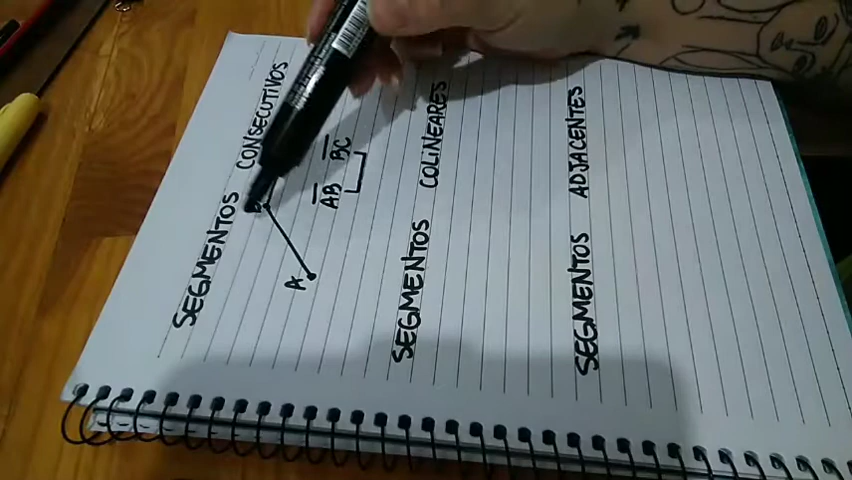 SEGMENTOS CONSECUTIVOS
A
AB BC
SEGMENTOS COLINEARES
SEGMENTOS ADJACENTES